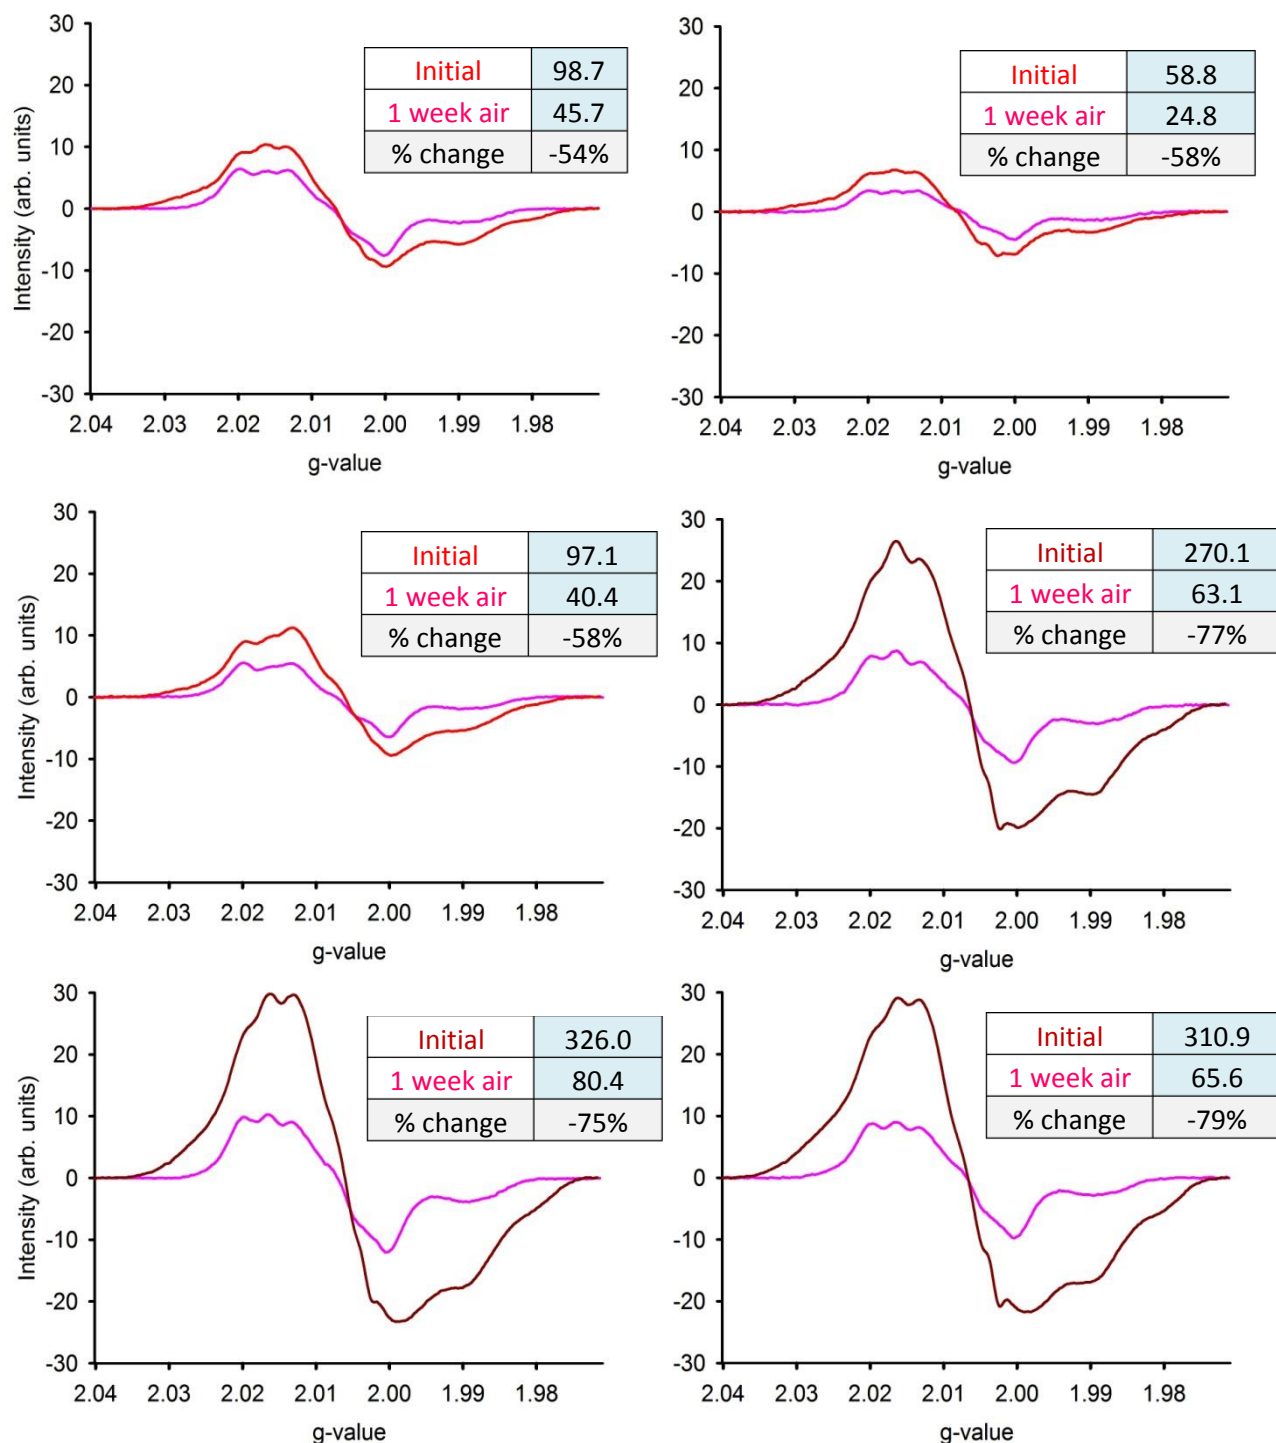 30
20
10
0
-10
-20
-30
Intensity (arb. units)
2.04 2.03 2.02 2.01 2.00 1.99 1.98
g-value
Initial 98.7
1 week air 45.7
% change -54%
30
20
10
0
-10
-20
-30
2.04 2.03 2.02 2.01 2.00 1.99 1.98
g-value
Initial 58.8
1 week air 24.8
% change -58%
30
20
10
0
-10
-20
-30
Intensity (arb. units)
2.04 2.03 2.02 2.01 2.00 1.99 1.98
g-value
Initial 97.1
1 week air 40.4
% change -58%
30
20
10
0
-10
-20
-30
2.04 2.03 2.02 2.01 2.00 1.99 1.98
g-value
Initial 270.1
1 week air 63.1
% change -77%
30
20
10
0
-10
-20
-30
Intensity (arb. units)
2.04 2.03 2.02 2.01 2.00 1.99 1.98
g-value
Initial 326.0
1 week air 80.4
% change -75%
30
20
10
0
-10
-20
-30
2.04 2.03 2.02 2.01 2.00 1.99 1.98
g-value
Initial 310.9
1 week air 65.6
% change -79%